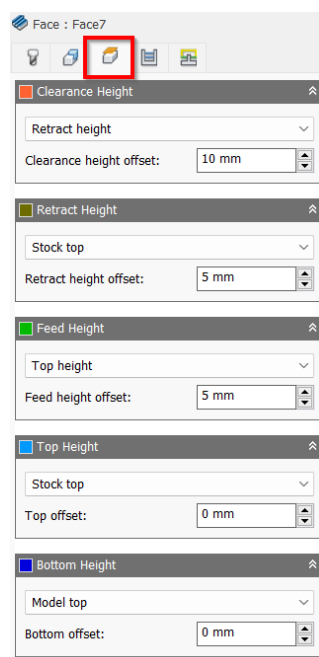 Face : Face7
Clearance Height
Retract height
Clearance height offset: 10 mm
Retract Height
Stock top
Retract height offset: 5 mm
Feed Height
Top height
Feed height offset: 5 mm
Top Height
Stock top
Top offset: 0 mm
Bottom Height
Model top
Bottom offset: 0 mm